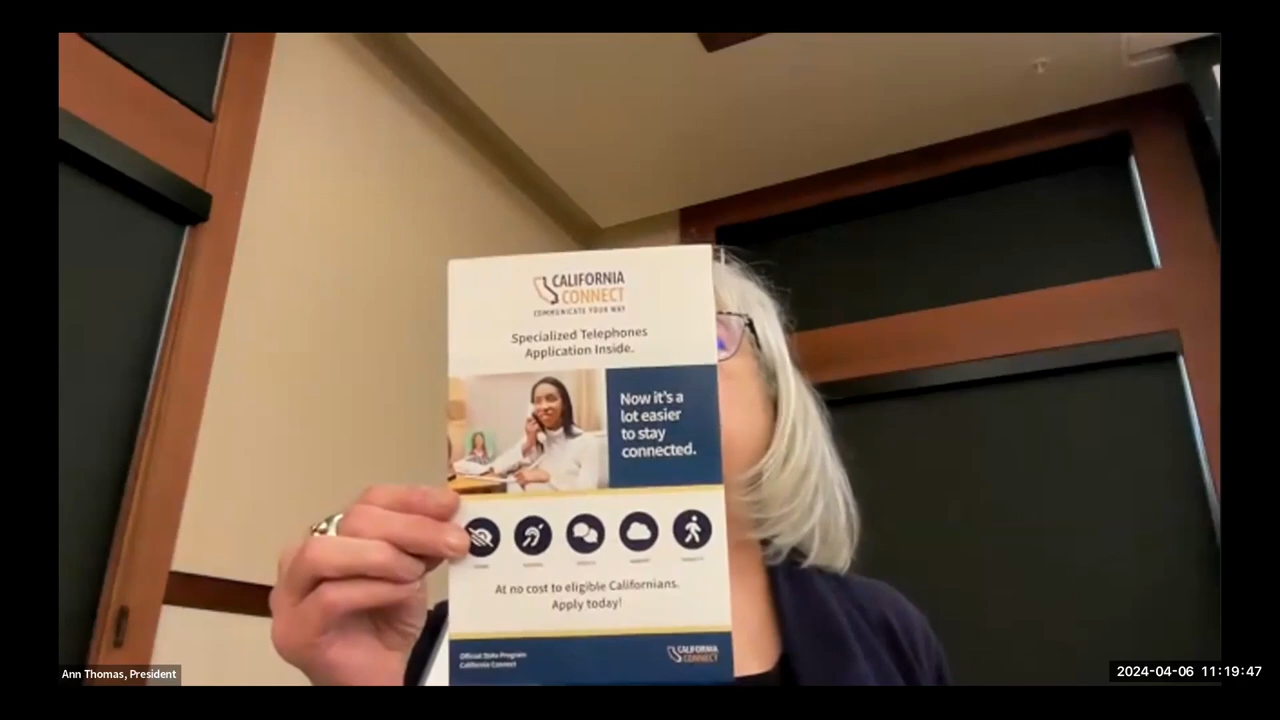 CALIFORNIA
CONNECT
COMMUNICATE YOUR WAY
Specialized Telephones
Application Inside.
Now it's a
lot easier
to stay
connected.
At no cost to eligible Californians.
Apply today!
Official State Program
California Connect
CALIFORNIA
CONNECT
Ann Thomas, President
2024-04-06 11:19:47